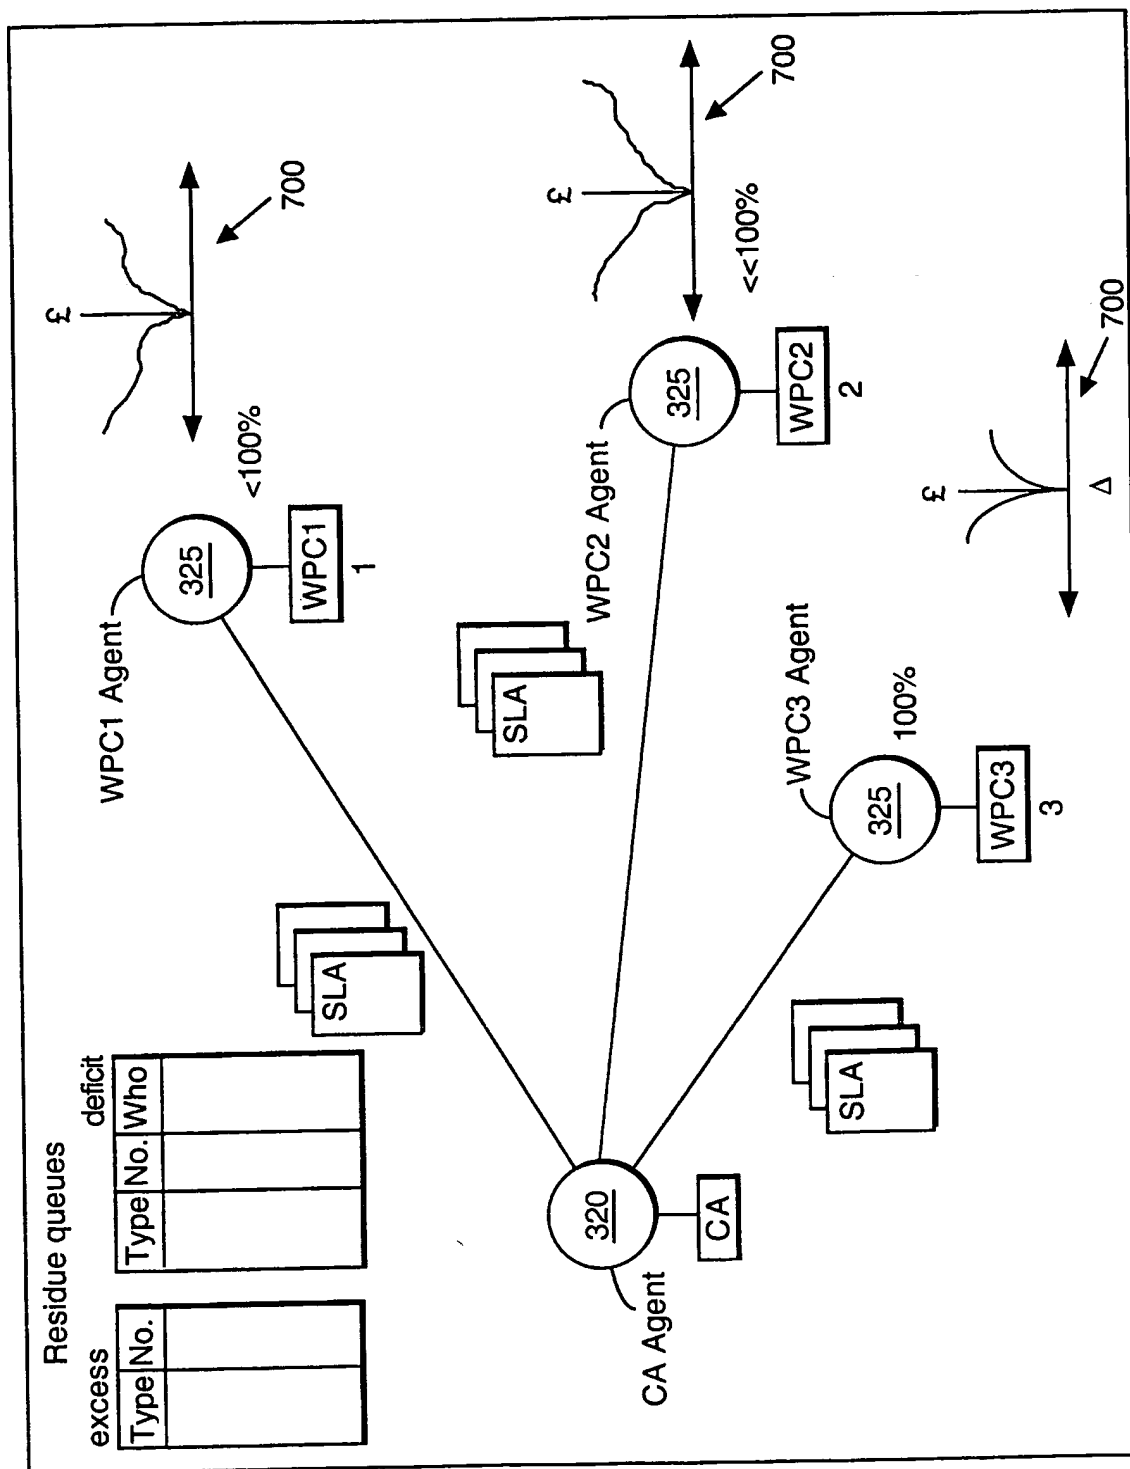 Residue queues
excess
deficit
Type No.
Type No. Who
SLA
WPC1 Agent
325
WPC1
1
<100%
£
700
SLA
WPC2 Agent
325
WPC2
2
<<100%
£
700
CA Agent
320
CA
SLA
WPC3 Agent
325
100%
WPC3
3
£
Δ
700